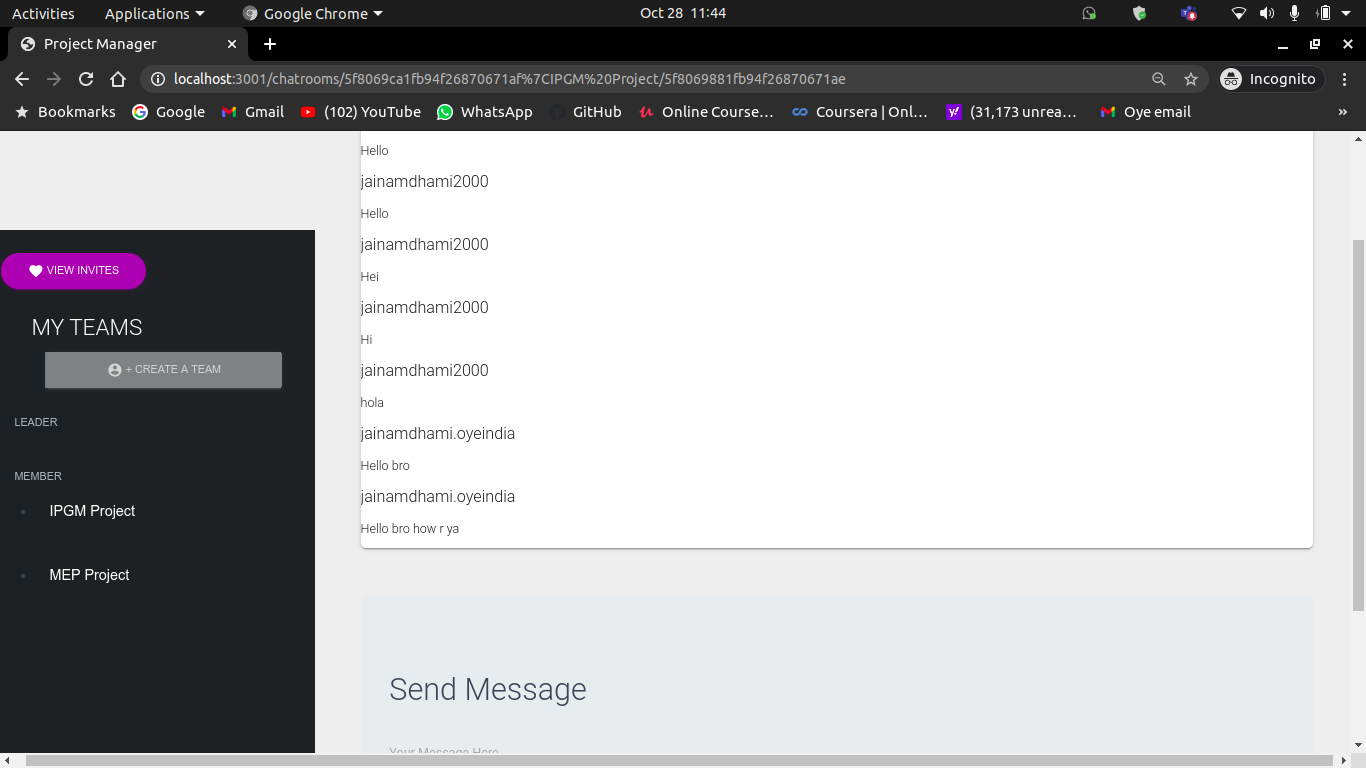 Activities Applications Google Chrome Oct 28 11:44
Project Manager
localhost:3001/chatrooms/5f8069ca1fb94f26870671af%7CIPGM%20Project/5f8069881fb94f26870671ae Incognito
Bookmarks Google Gmail (102) YouTube WhatsApp GitHub Online Course... Coursera | Onl... (31,173 unrea... Oye email »
Hello
jainamdhami2000
Hello
jainamdhami2000
Hei
jainamdhami2000
Hi
jainamdhami2000
hola
jainamdhami.oyeindia
Hello bro
jainamdhami.oyeindia
Hello bro how r ya
VIEW INVITES
MY TEAMS
+ CREATE A TEAM
LEADER
MEMBER
IPGM Project
MEP Project
Send Message
Your Message Here